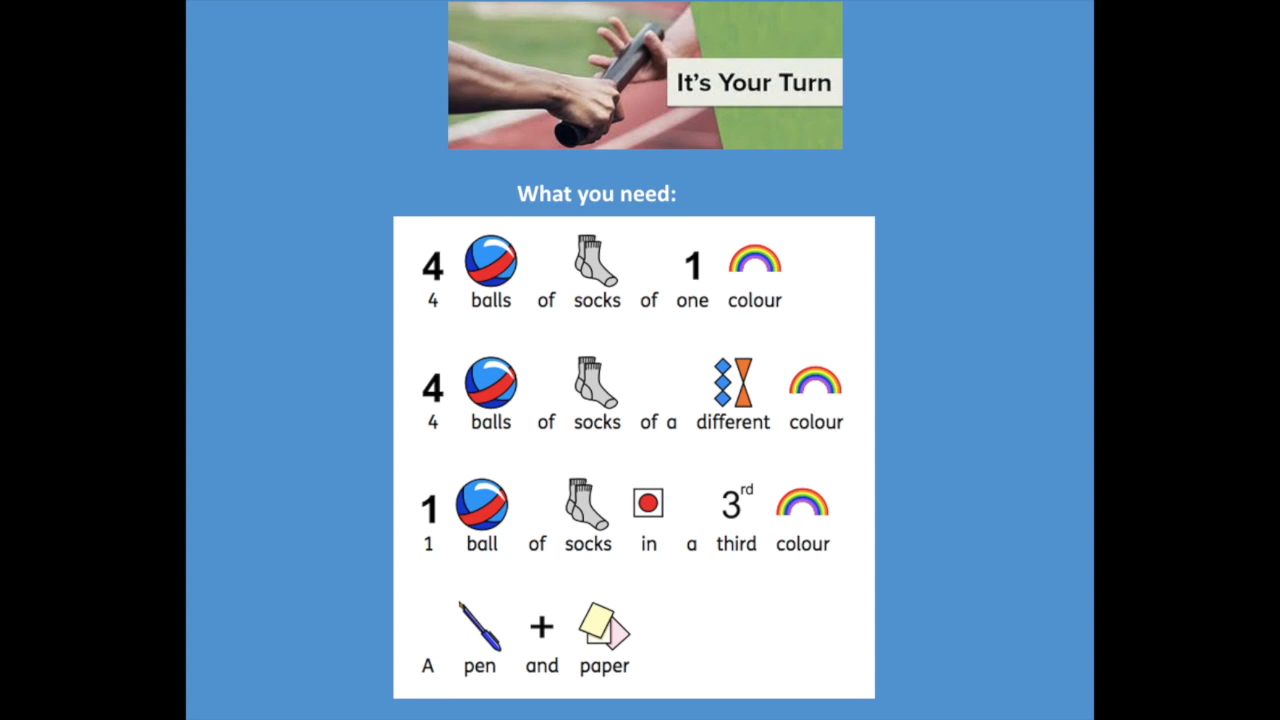 It's Your Turn
What you need:
4 1
4 balls of socks of one colour
4
4 balls of socks of a different colour
1 3rd
1 ball of socks in a third colour
+
A pen and paper